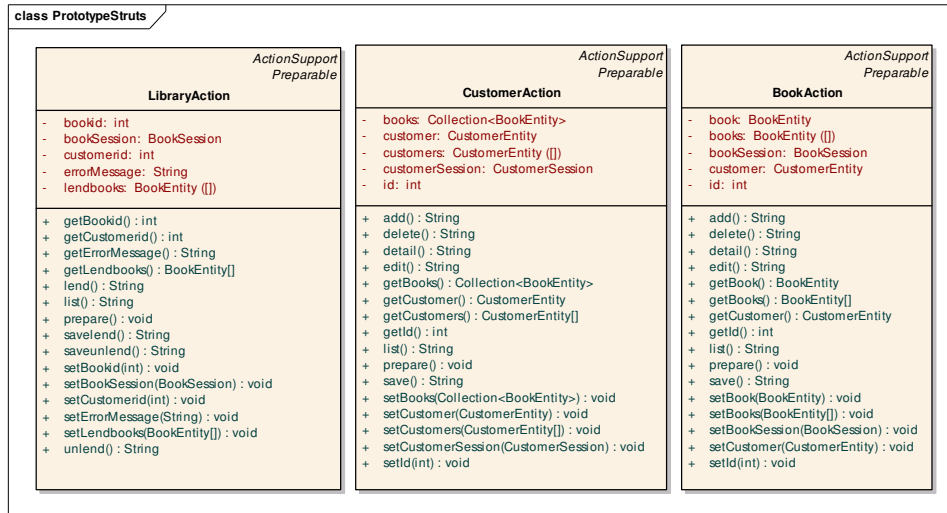 class PrototypeStruts
ActionSupport
Preparable
LibraryAction
- bookid: int
- bookSession: BookSession
- customerid: int
- errorMessage: String
- lendbooks: BookEntity ([])
+ getBookid() : int
+ getCustomerid() : int
+ getErrorMessage() : String
+ getLendbooks() : BookEntity[]
+ lend() : String
+ list() : String
+ prepare() : void
+ savelend() : String
+ saveunlend() : String
+ setBookid(int) : void
+ setBookSession(BookSession) : void
+ setCustomerid(int) : void
+ setErrorMessage(String) : void
+ setLendbooks(BookEntity[]) : void
+ unlend() : String
ActionSupport
Preparable
CustomerAction
- books: Collection<BookEntity>
- customer: CustomerEntity
- customers: CustomerEntity ([])
- customerSession: CustomerSession
- id: int
+ add() : String
+ delete() : String
+ detail() : String
+ edit() : String
+ getBooks() : Collection<BookEntity>
+ getCustomer() : CustomerEntity
+ getCustomers() : CustomerEntity[]
+ getId() : int
+ list() : String
+ prepare() : void
+ save() : String
+ setBooks(Collection<BookEntity>) : void
+ setCustomer(CustomerEntity) : void
+ setCustomers(CustomerEntity[]) : void
+ setCustomerSession(CustomerSession) : void
+ setId(int) : void
ActionSupport
Preparable
BookAction
- book: BookEntity
- books: BookEntity ([])
- bookSession: BookSession
- customer: CustomerEntity
- id: int
+ add() : String
+ delete() : String
+ detail() : String
+ edit() : String
+ getBook() : BookEntity
+ getBooks() : BookEntity[]
+ getCustomer() : CustomerEntity
+ getId() : int
+ list() : String
+ prepare() : void
+ save() : String
+ setBook(BookEntity) : void
+ setBooks(BookEntity[]) : void
+ setBookSession(BookSession) : void
+ setCustomer(CustomerEntity) : void
+ setId(int) : void